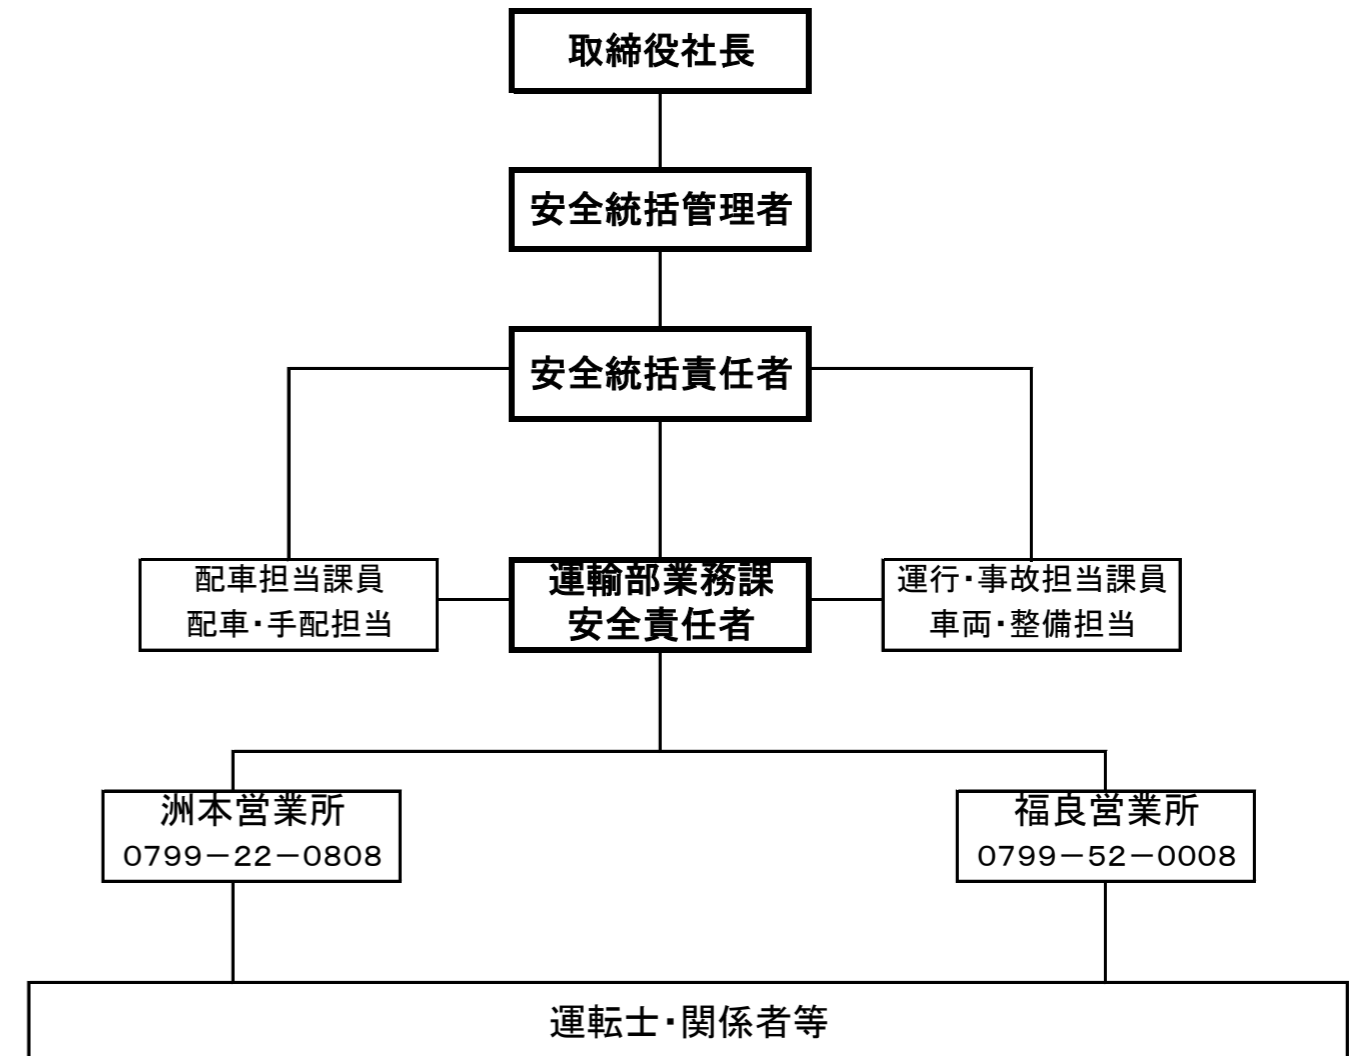 取締役社長
安全統括管理者
安全統括責任者
配車担当課員
配車・手配担当
運輸部業務課
安全責任者
運行・事故担当課員
車両・整備担当
洲本営業所
0799－22－0808
福良営業所
0799－52－0008
運転士・関係者等